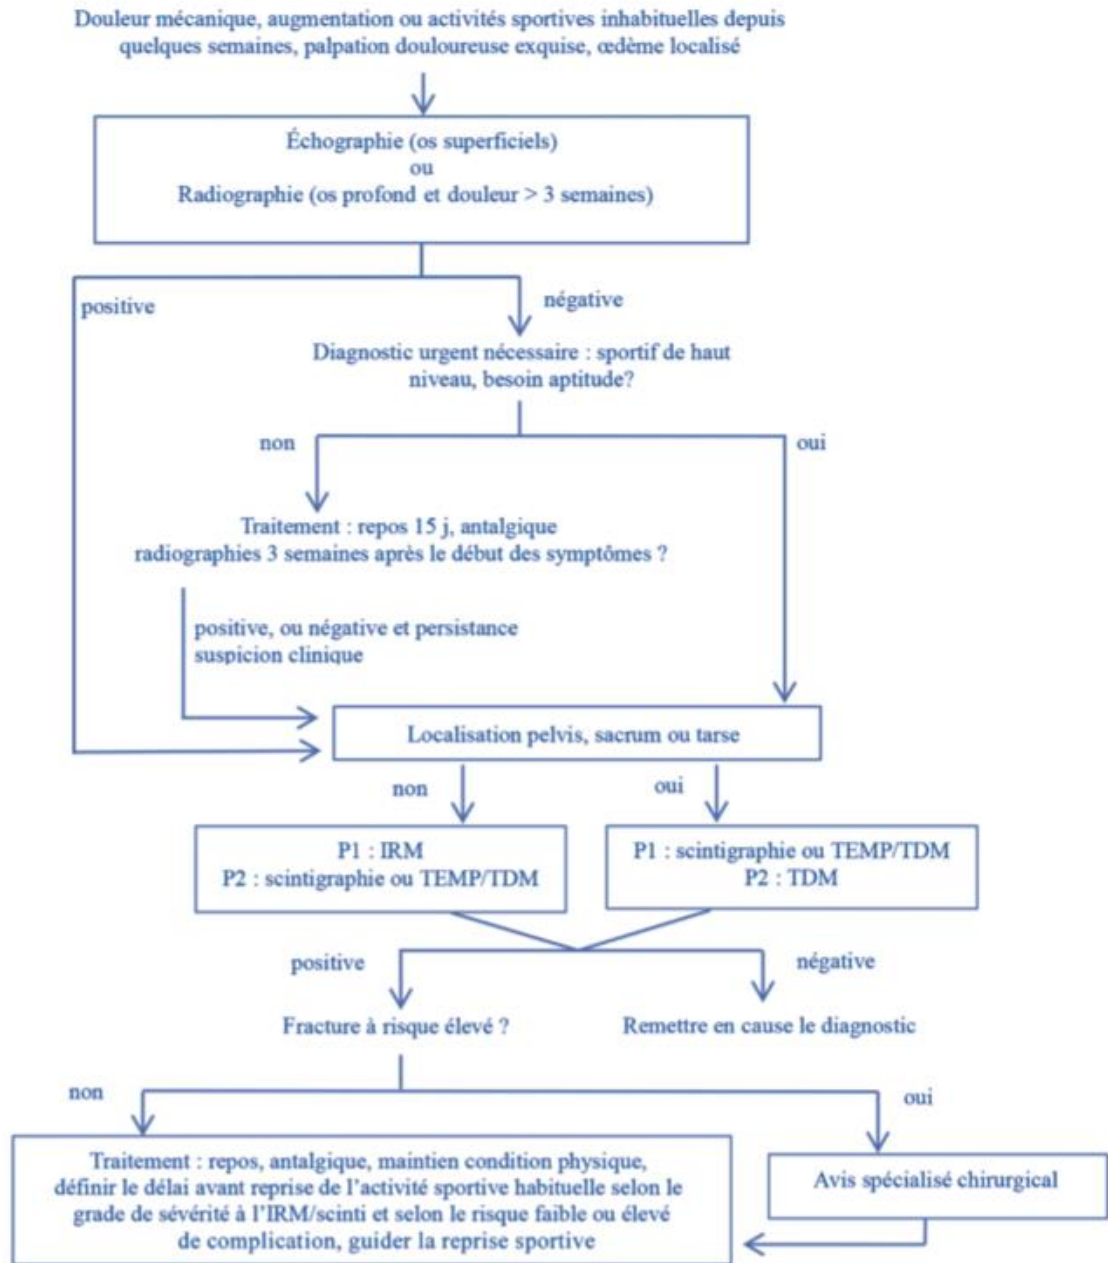 Douleur mécanique, augmentation ou activités sportives inhabituelles depuis
quelques semaines, palpation douloureuse exquise, œdème localisé
Échographie (os superficiels)
ou
Radiographie (os profond et douleur > 3 semaines)
positive
négative
Diagnostic urgent nécessaire : sportif de haut
niveau, besoin aptitude?
non
oui
Traitement : repos 15 j, antalgique
radiographies 3 semaines après le début des symptômes ?
positive, ou négative et persistance
suspicion clinique
Localisation pelvis, sacrum ou tarse
non
oui
P1 : IRM
P2 : scintigraphie ou TEMP/TDM
P1 : scintigraphie ou TEMP/TDM
P2 : TDM
positive
négative
Fracture à risque élevé ?
Remettre en cause le diagnostic
non
oui
Traitement : repos, antalgique, maintien condition physique,
définir le délai avant reprise de l'activité sportive habituelle selon le
grade de sévérité à l'IRM/scinti et selon le risque faible ou élevé
de complication, guider la reprise sportive
Avis spécialisé chirurgical